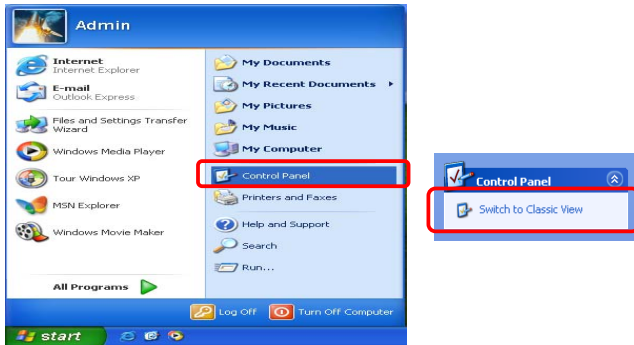 Admin
Internet
Internet Explorer
E-mail
Outlook Express
Files and Settings Transfer
Wizard
Windows Media Player
Tour Windows XP
MSN Explorer
Windows Movie Maker
All Programs
My Documents
My Recent Documents
My Pictures
My Music
My Computer
Control Panel
Printers and Faxes
Help and Support
Search
Run...
Log Off
Turn Off Computer
start
Control Panel
Switch to Classic View